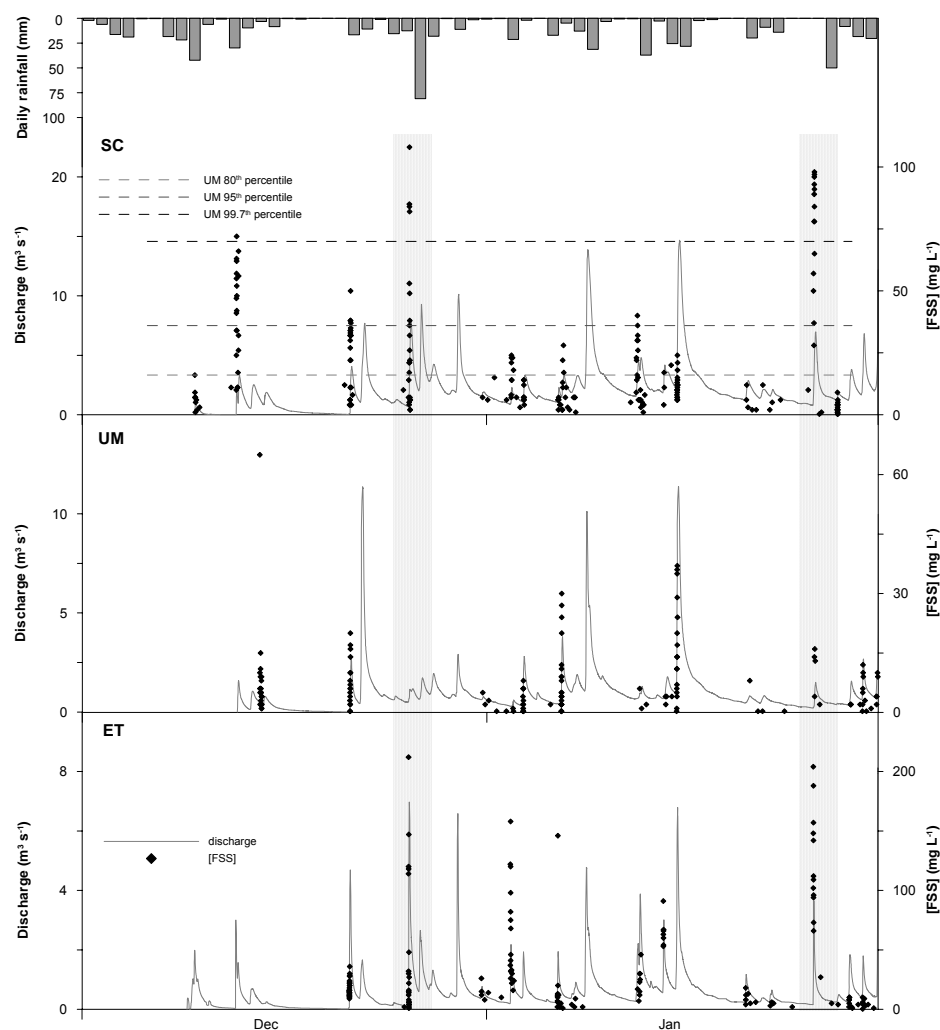 Daily rainfall (mm)
0
25
50
75
100
SC
UM 80th percentile
UM 95th percentile
UM 99.7th percentile
Discharge (m³ s⁻¹)
20
10
0
[FSS] (mg L⁻¹)
100
50
0
UM
Discharge (m³ s⁻¹)
10
5
0
[FSS] (mg L⁻¹)
60
30
0
ET
discharge
[FSS]
Discharge (m³ s⁻¹)
8
4
0
[FSS] (mg L⁻¹)
200
100
0
Dec
Jan